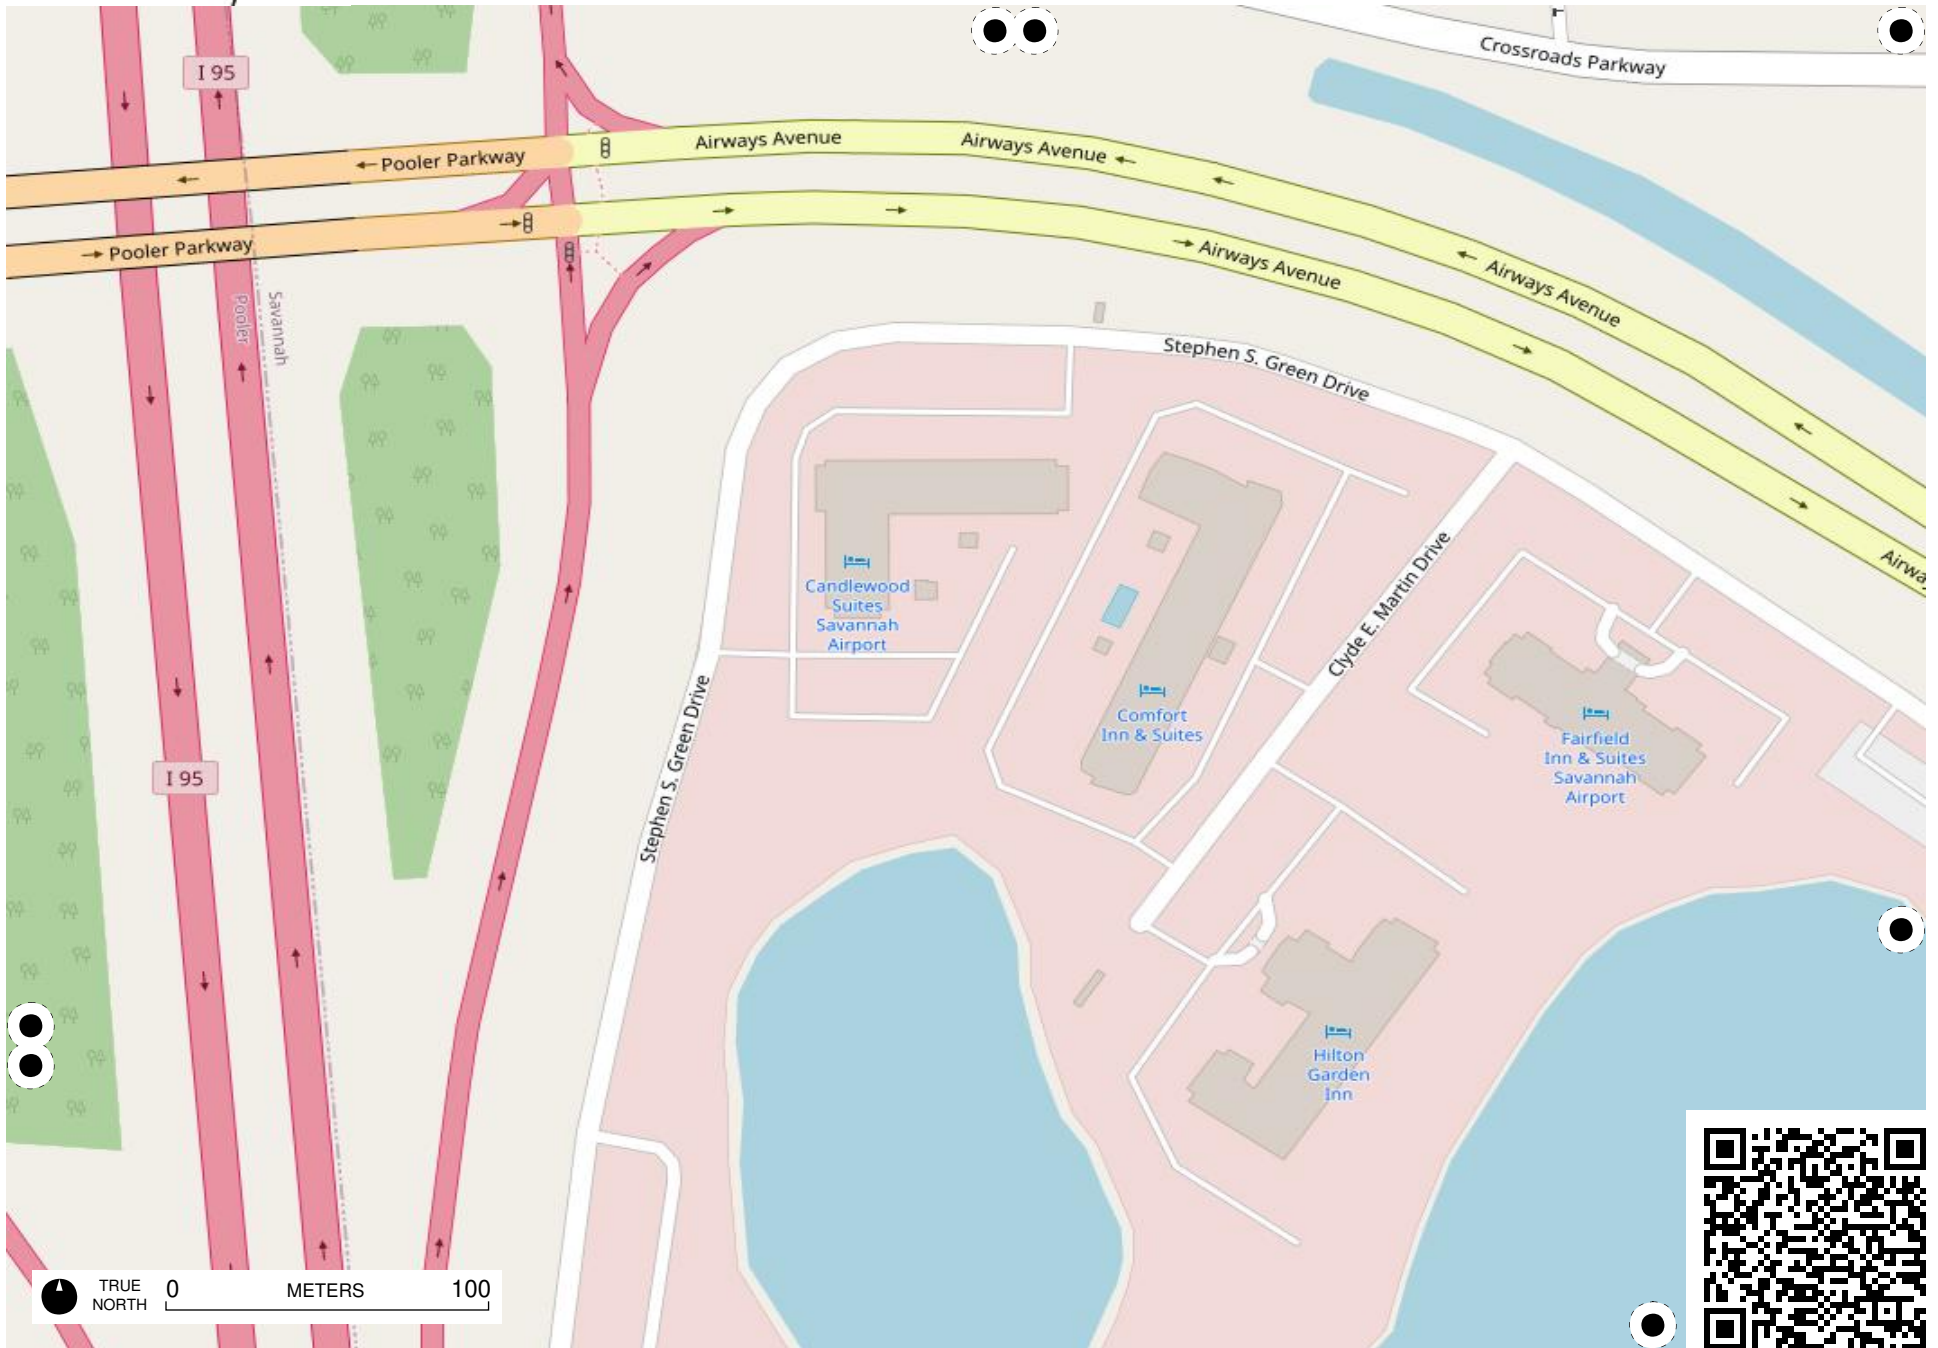 Crossroads Parkway
I 95
Airways Avenue
Airways Avenue
Pooler Parkway
Pooler Parkway
Airways Avenue
Airways Avenue
Savannah
Pooler
Stephen S. Green Drive
Airwa
Clyde E. Martin Drive
Candlewood
Suites
Savannah
Airport
Stephen S. Green Drive
Comfort
Inn & Suites
Fairfield
Inn & Suites
Savannah
Airport
I 95
Hilton
Garden
Inn
TRUE
NORTH
0
METERS
100